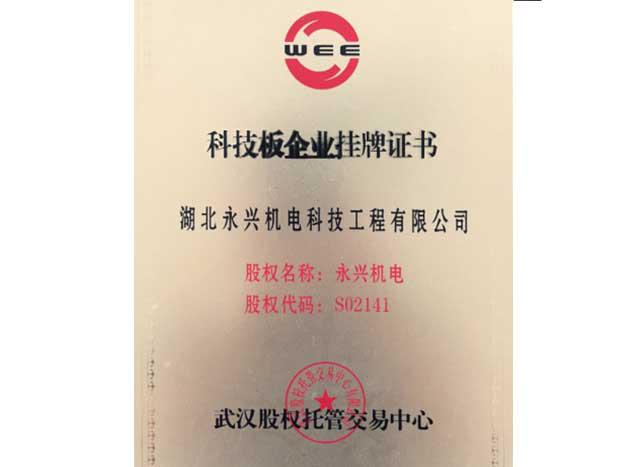 WEE
科技板企业挂牌证书
湖北永兴机电科技工程有限公司
股权名称：永兴机电
股权代码：S02141
武汉股权托管交易中心